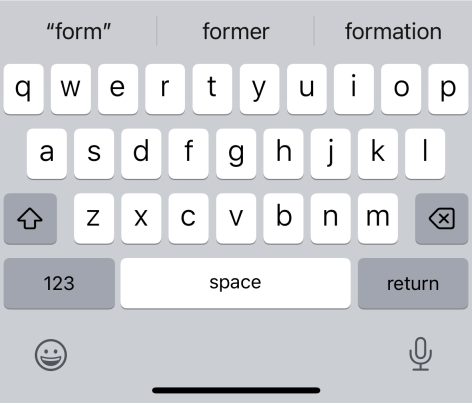 “form” former formation
q w e r t y u i o p
a s d f g h j k l
z x c v b n m
123 space return